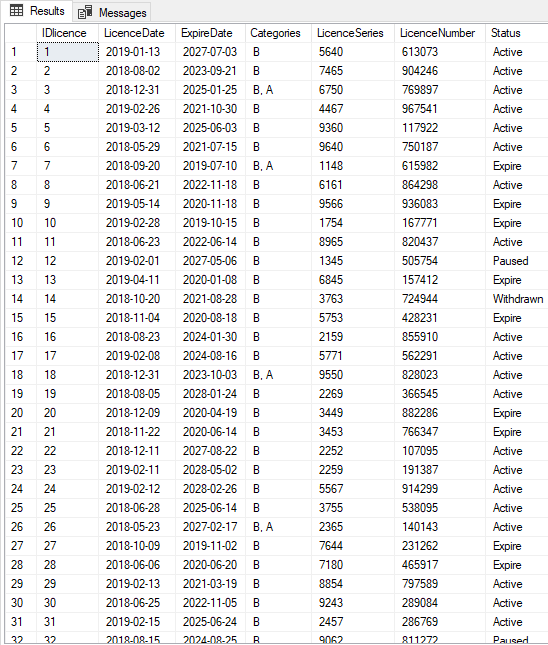 Results Messages
IDlicence LicenceDate ExpireDate Categories LicenceSeries LicenceNumber Status
1 1 2019-01-13 2027-07-03 B 5640 613073 Active
2 2 2018-08-02 2023-09-21 B 7465 904246 Active
3 3 2018-12-31 2025-01-25 B, A 6750 769897 Active
4 4 2019-02-26 2021-10-30 B 4467 967541 Active
5 5 2019-03-12 2025-06-03 B 9360 117922 Active
6 6 2018-05-29 2021-07-15 B 9640 750187 Active
7 7 2018-09-20 2019-07-10 B, A 1148 615982 Expire
8 8 2018-06-21 2022-11-18 B 6161 864298 Active
9 9 2019-05-14 2020-11-18 B 9566 936083 Expire
10 10 2019-02-28 2019-10-15 B 1754 167771 Expire
11 11 2018-06-23 2022-06-14 B 8965 820437 Active
12 12 2019-02-01 2027-05-06 B 1345 505754 Paused
13 13 2019-04-11 2020-01-08 B 6845 157412 Expire
14 14 2018-10-20 2021-08-28 B 3763 724944 Withdrawn
15 15 2018-11-04 2020-08-18 B 5753 428231 Expire
16 16 2018-08-23 2024-01-30 B 2159 855910 Active
17 17 2019-02-08 2024-08-16 B 5771 562291 Active
18 18 2018-12-31 2023-10-03 B, A 9550 828023 Active
19 19 2018-08-05 2028-01-24 B 2269 366545 Active
20 20 2018-12-09 2020-04-19 B 3449 882286 Expire
21 21 2018-11-22 2020-06-14 B 3453 766347 Expire
22 22 2018-12-11 2027-08-22 B 2252 107095 Active
23 23 2019-02-11 2028-05-02 B 2259 191387 Active
24 24 2019-02-12 2028-02-26 B 5567 914299 Active
25 25 2018-06-28 2025-06-14 B 3755 538095 Active
26 26 2018-05-23 2027-02-17 B, A 2365 140143 Active
27 27 2018-10-09 2019-11-02 B 7644 231262 Expire
28 28 2018-06-06 2020-06-20 B 7180 465917 Expire
29 29 2019-02-13 2021-03-19 B 8854 797589 Active
30 30 2018-06-25 2022-11-05 B 9243 289084 Active
31 31 2019-02-15 2025-06-24 B 2457 286769 Active
32 32 2018-08-15 2024-08-25 B 9062 811272 Paused